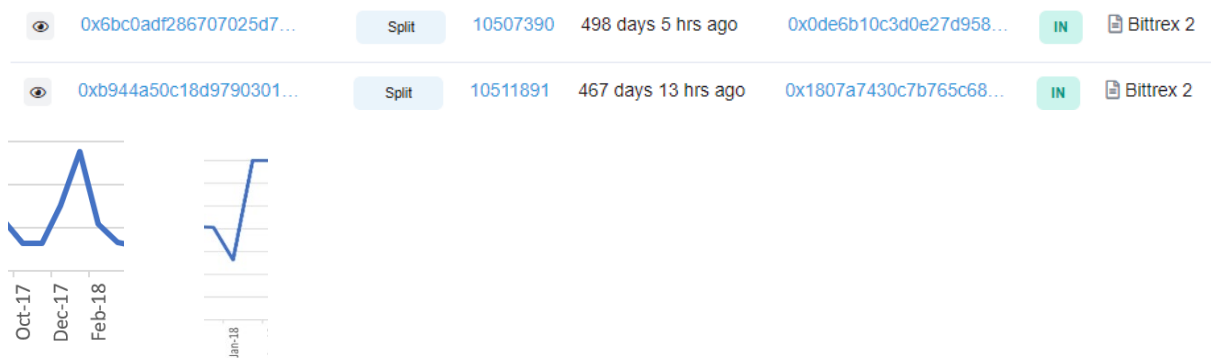 0x6bc0adf286707025d7... Split 10507390 498 days 5 hrs ago 0x0de6b10c3d0e27d958... IN Bittrex 2
0xb944a50c18d9790301... Split 10511891 467 days 13 hrs ago 0x1807a7430c7b765c68... IN Bittrex 2
Oct-17
Dec-17
Feb-18
Jan-18